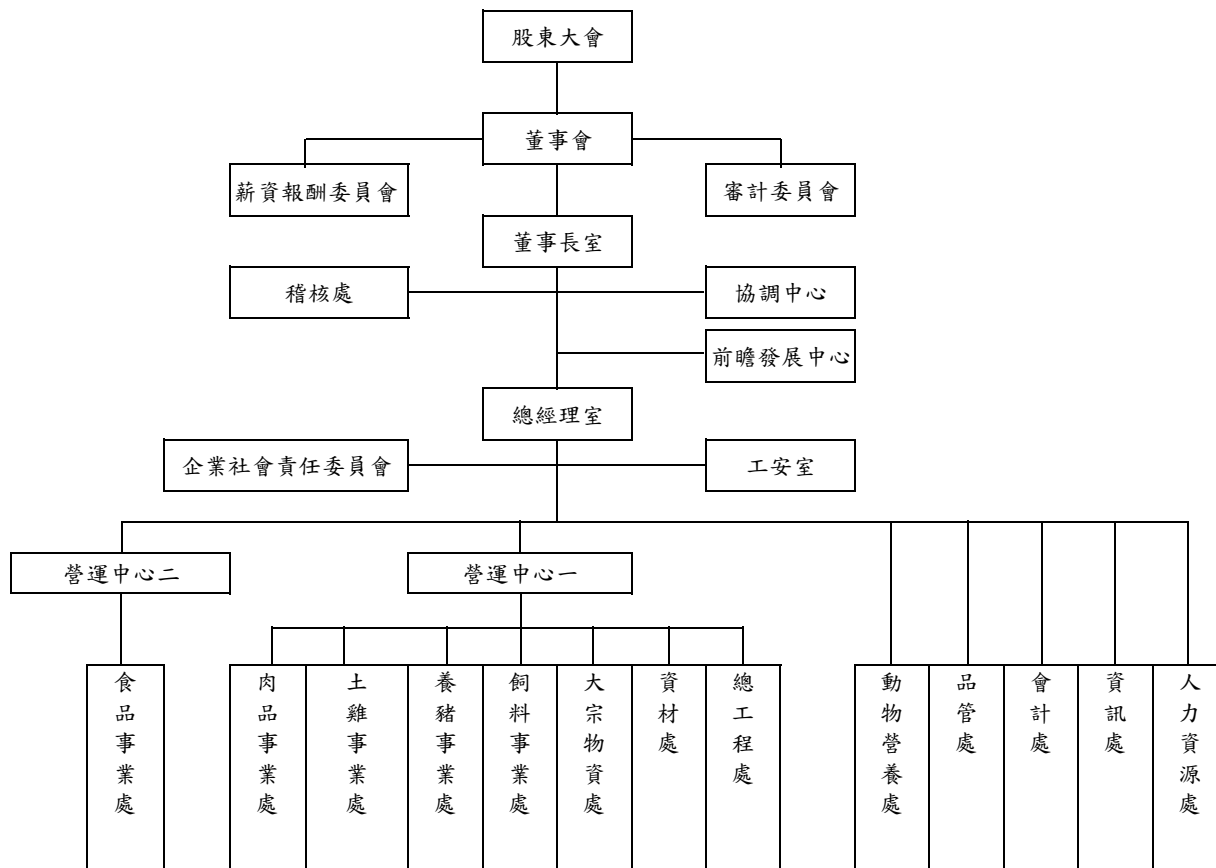 股東大會
董事會
薪資報酬委員會
審計委員會
董事長室
稽核處
協調中心
前瞻發展中心
總經理室
企業社會責任委員會
工安室
營運中心二
營運中心一
食品事業處
肉品事業處
土雞事業處
養豬事業處
飼料事業處
大宗物資處
資材處
總工程處
動物營養處
品管處
會計處
資訊處
人力資源處